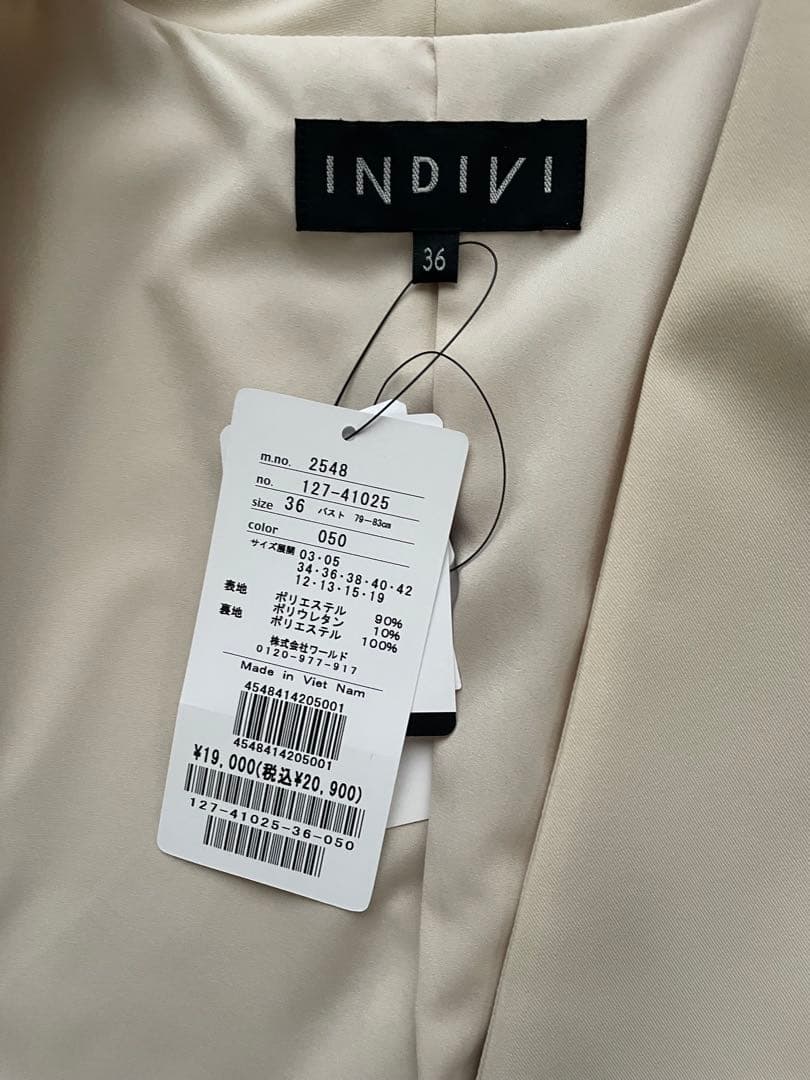 INDIVI
36
m.no. 2548
no. 127-41025
size 36 バスト 79-83cm
color 050
サイズ展開 03・05
34・36・38・40・42
12・13・15・19
表地 ポリエステル 90%
ポリウレタン 10%
裏地 ポリエステル 100%
株式会社ワールド
0120-977-917
Made in Viet Nam
4548414205001
4548414205001
¥19,000(税込¥20,900)
127-41025-36-050